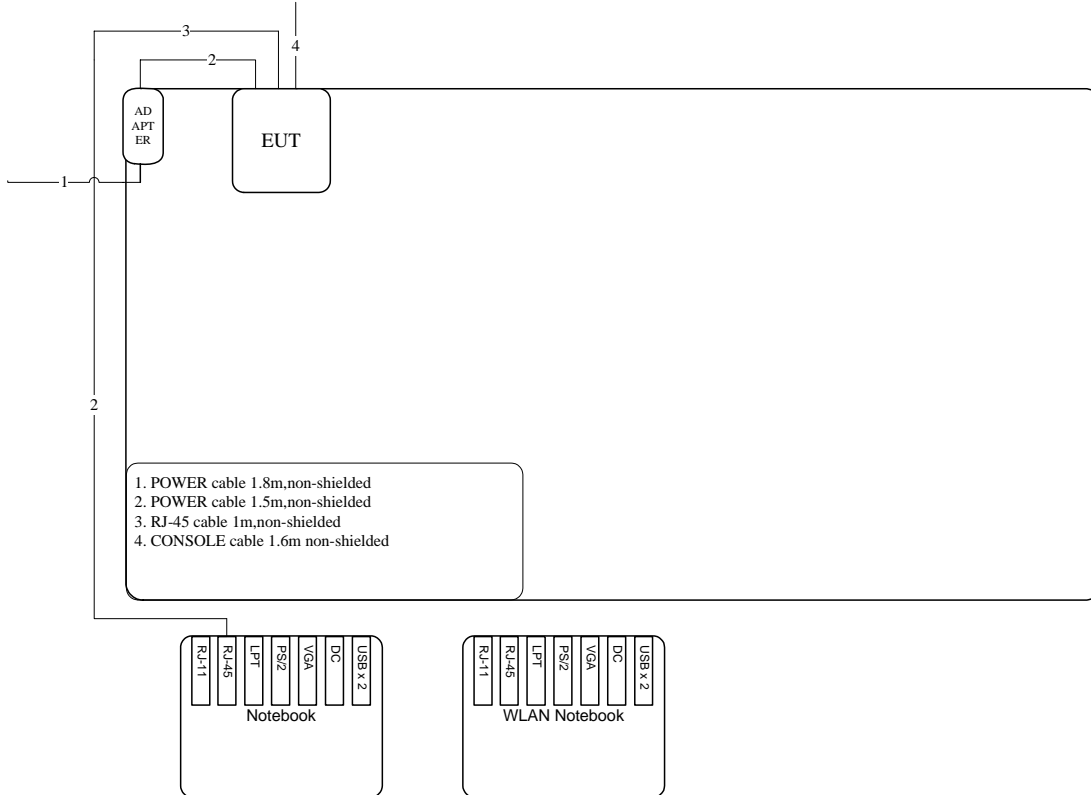 3
4
2
AD
APT
ER
EUT
1
2
1. POWER cable 1.8m,non-shielded
2. POWER cable 1.5m,non-shielded
3. RJ-45 cable 1m,non-shielded
4. CONSOLE cable 1.6m non-shielded
RJ-11
RJ-45
LPT
PS/2
VGA
DC
USB x 2
Notebook
RJ-11
RJ-45
LPT
PS/2
VGA
DC
USB x 2
WLAN Notebook